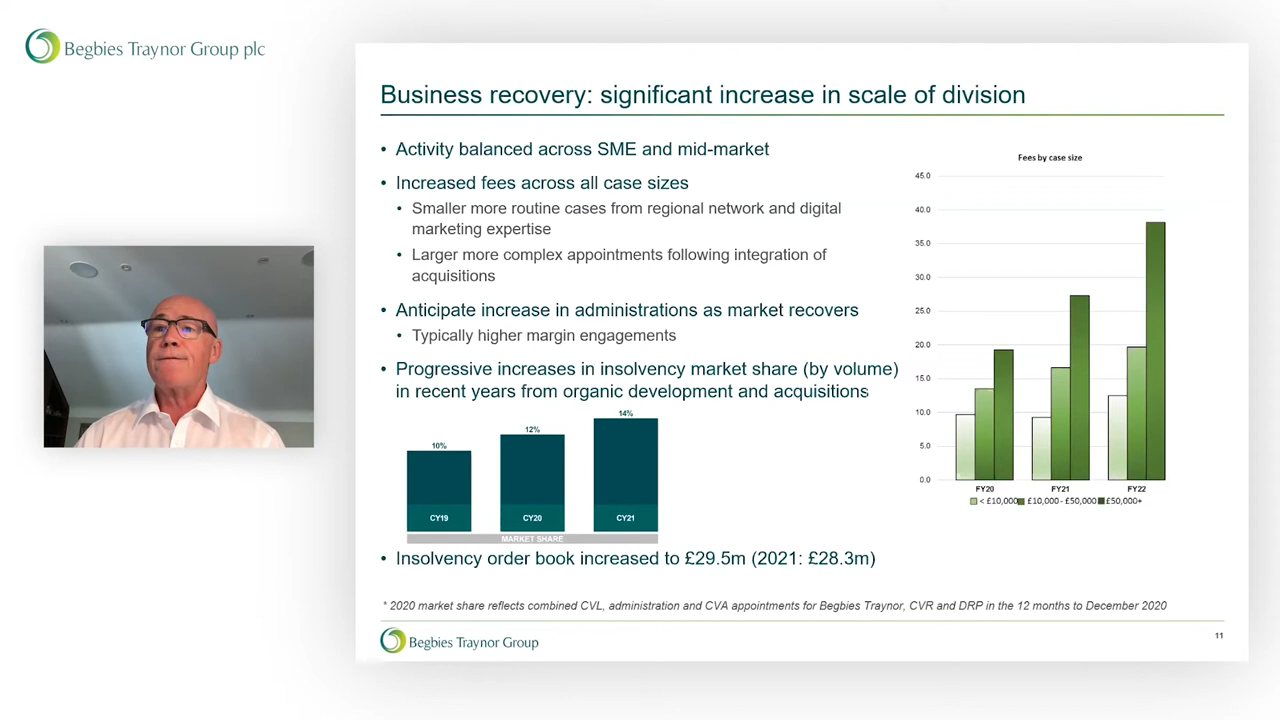 Begbies Traynor Group plc
Business recovery: significant increase in scale of division
• Activity balanced across SME and mid-market
• Increased fees across all case sizes
• Smaller more routine cases from regional network and digital
marketing expertise
• Larger more complex appointments following integration of
acquisitions
• Anticipate increase in administrations as market recovers
• Typically higher margin engagements
• Progressive increases in insolvency market share (by volume)
in recent years from organic development and acquisitions
10%
12%
14%
CY19
CY20
CY21
MARKET SHARE
• Insolvency order book increased to £29.5m (2021: £28.3m)
Fees by case size
45.0
40.0
35.0
30.0
25.0
20.0
15.0
10.0
5.0
0.0
FY20
FY21
FY22
< £10,000
£10,000 - £50,000
£50,000+
* 2020 market share reflects combined CVL, administration and CVA appointments for Begbies Traynor, CVR and DRP in the 12 months to December 2020
Begbies Traynor Group
11